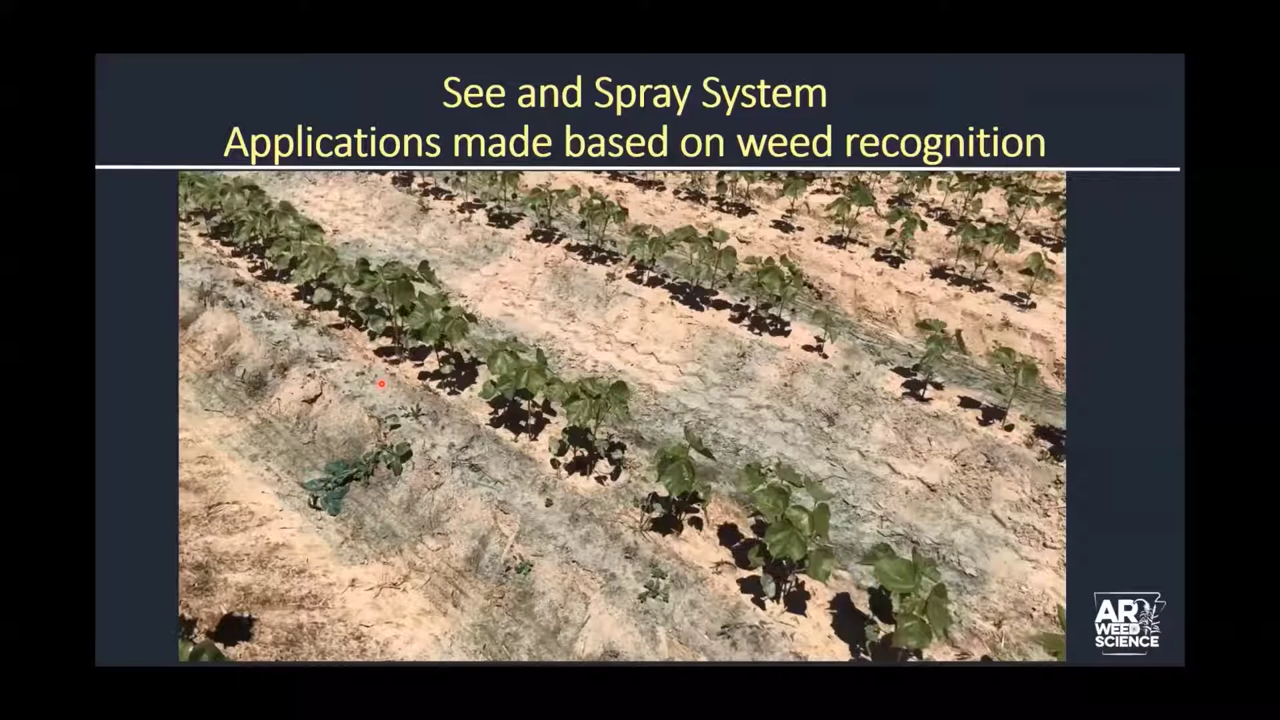 See and Spray System
Applications made based on weed recognition
AR
WEED
SCIENCE